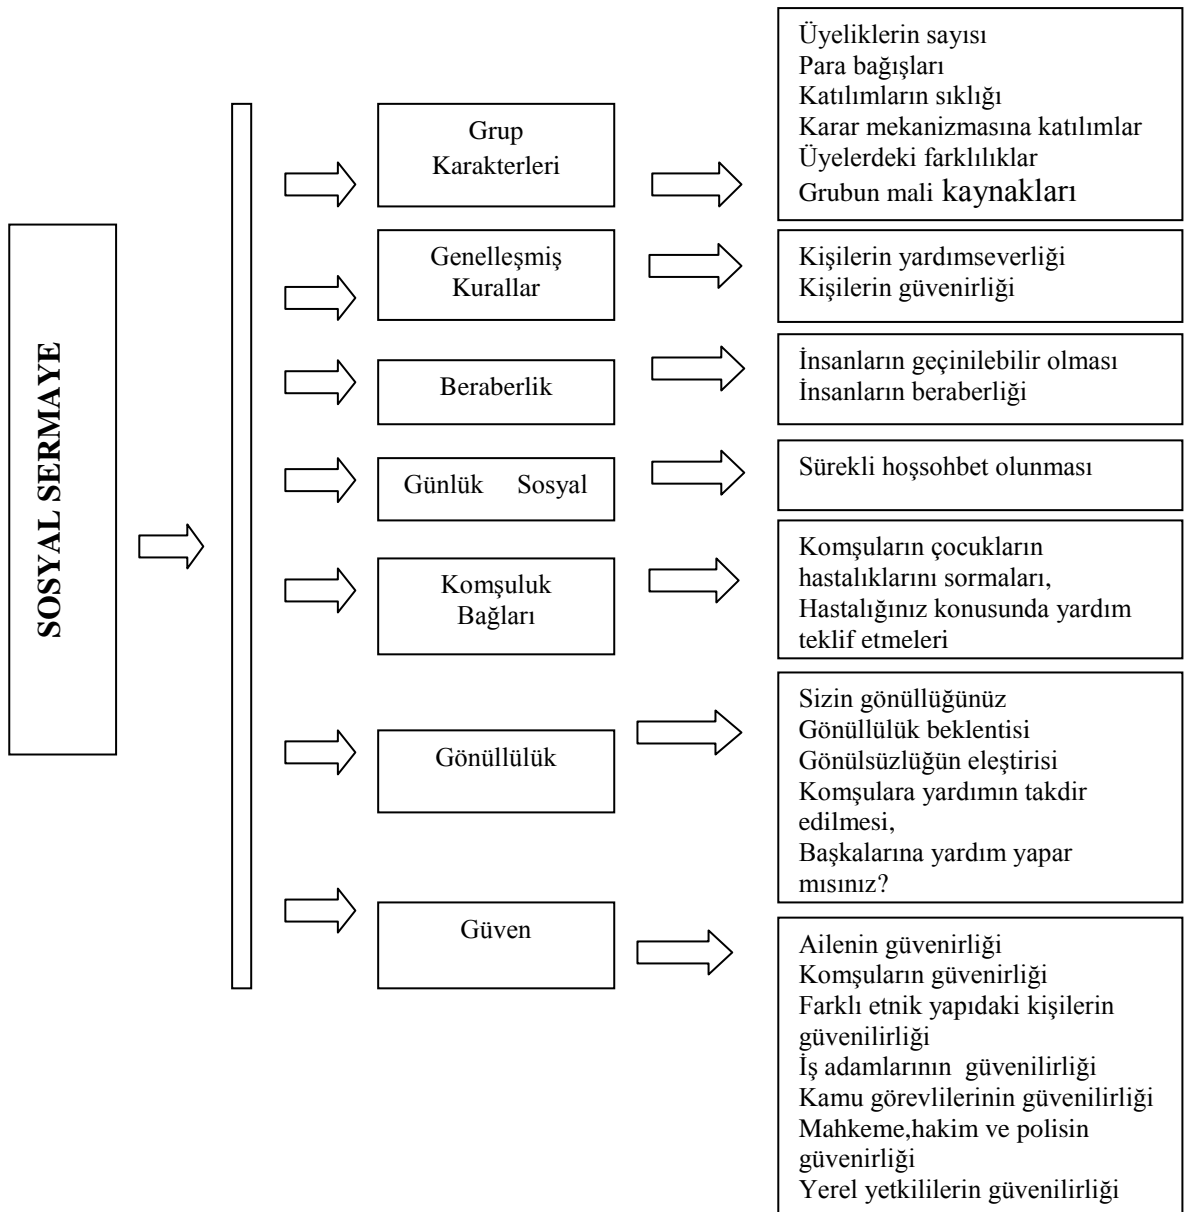 SOSYAL SERMAYE
Grup
Karakterleri
Üyeliklerin sayısı
Para bağışları
Katılımların sıklığı
Karar mekanizmasına katılımlar
Üyelerdeki farklılıklar
Grubun mali kaynakları
Genelleşmiş
Kurallar
Kişilerin yardımseverliği
Kişilerin güvenirliği
Beraberlik
İnsanların geçinilebilir olması
İnsanların beraberliği
Günlük Sosyal
Sürekli hoşsohbet olunması
Komşuluk
Bağları
Komşuların çocukların
hastalıklarını sormaları,
Hastalığınız konusunda yardım
teklif etmeleri
Gönüllülük
Sizin gönüllüğünüz
Gönüllülük beklentisi
Gönülsüzlüğün eleştirisi
Komşulara yardımın takdir
edilmesi,
Başkalarına yardım yapar
mısınız?
Güven
Ailenin güvenirliği
Komşuların güvenirliği
Farklı etnik yapıdaki kişilerin
güvenilirliği
İş adamlarının güvenilirliği
Kamu görevlilerinin güvenilirliği
Mahkeme,hakim ve polisin
güvenirliği
Yerel yetkililerin güvenilirliği